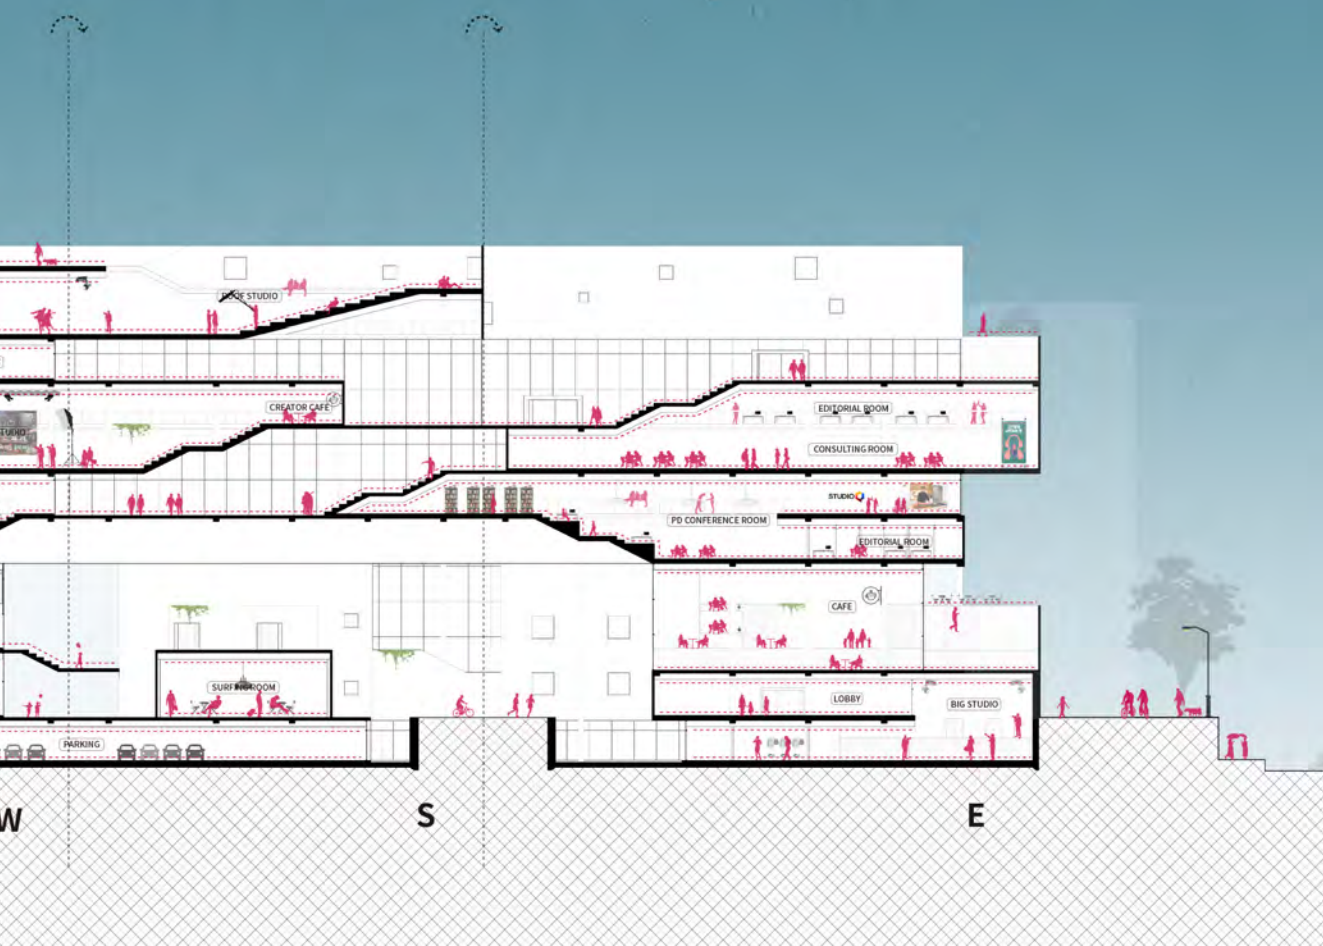 ROOF STUDIO
CREATOR CAFE
EDITORIAL ROOM
TUDIO
CONSULTING ROOM
STUDIO
PD CONFERENCE ROOM
EDITORIAL ROOM
CAFE
SURFING ROOM
LOBBY
BIG STUDIO
PARKING
W
S
E